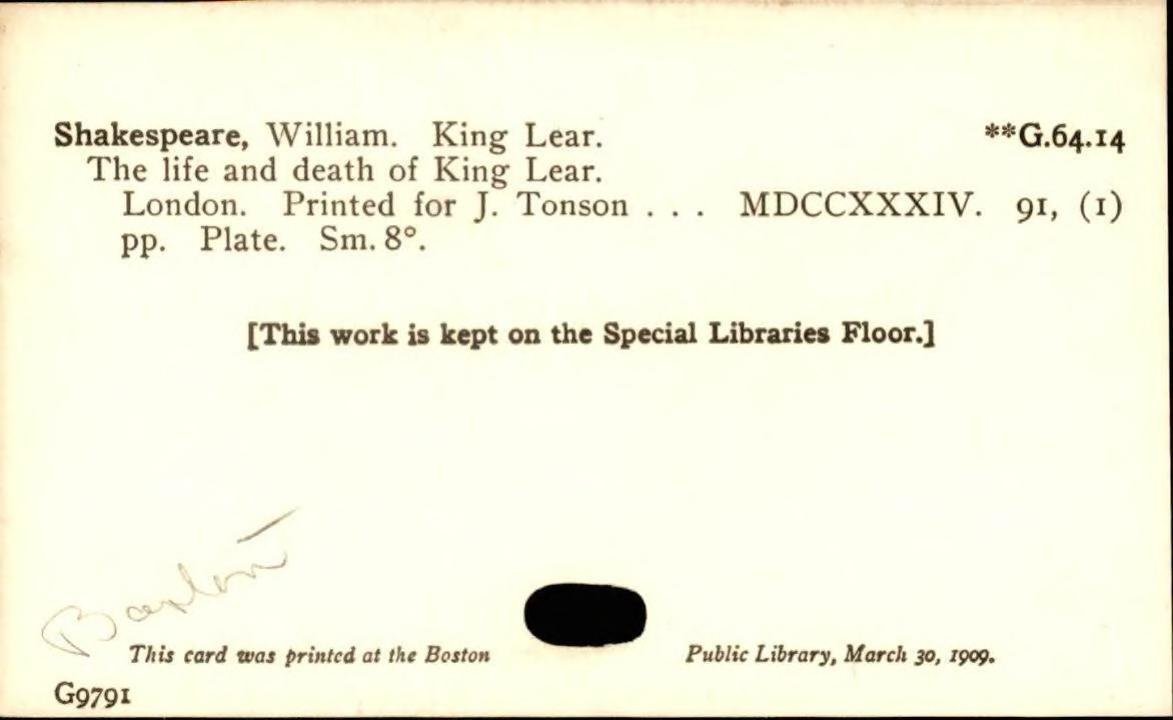 Shakespeare, William. King Lear. **G.64.14
The life and death of King Lear.
London. Printed for J. Tonson . . . MDCCXXXIV. 91, (1)
pp. Plate. Sm. 8°.
[This work is kept on the Special Libraries Floor.]
Barton
This card was printed at the Boston Public Library, March 30, 1909.
G9791